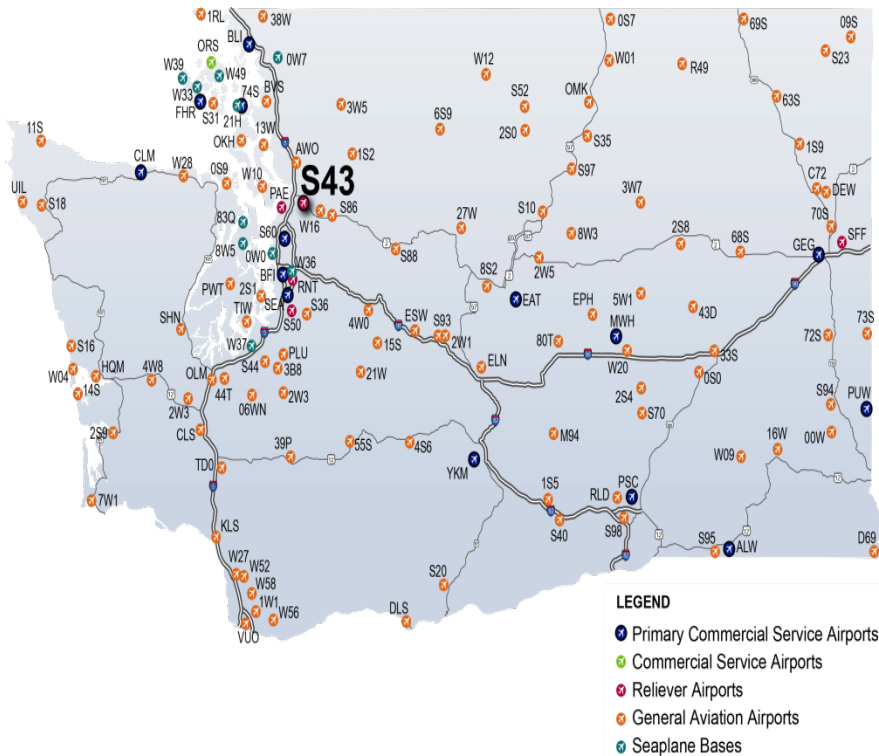 1RL
38W
0S7
69S
09S
BLI
ORS
0W7
W39
W49
W12
W01
R49
S23
W33
74S
BVS
FHR
S31
21H
3W5
S52
OMK
63S
6S9
2S0
11S
OKH
13W
S35
1S9
CLM
AWO
1S2
W28
0S9
W10
S97
C72
DEW
UIL
S18
PAE
S43
S86
W16
S10
3W7
70S
83Q
S60
27W
8W3
2S8
68S
SFF
GEG
8W5
0W0
S88
W36
2W5
BFI
8S2
PWT
2S1
RNT
SEA
EAT
EPH
5W1
43D
TIW
S50
S36
4W0
SHN
ESW
S93
MWH
72S
73S
2W1
80T
S16
W37
PLU
15S
33S
W20
S44
3B8
21W
ELN
0S0
W04
HQM
4W8
OLM
44T
2S4
14S
2W3
06WN
2W3
S70
S94
PUW
2S9
CLS
M94
00W
39P
55S
4S6
16W
W09
TD0
YKM
12
12
7W1
1S5
RLD
PSC
S40
S98
12
KLS
S95
ALW
D69
W27
W52
W58
1W1
W56
S20
VUO
DLS
LEGEND
Primary Commercial Service Airports
Commercial Service Airports
Reliever Airports
General Aviation Airports
Seaplane Bases